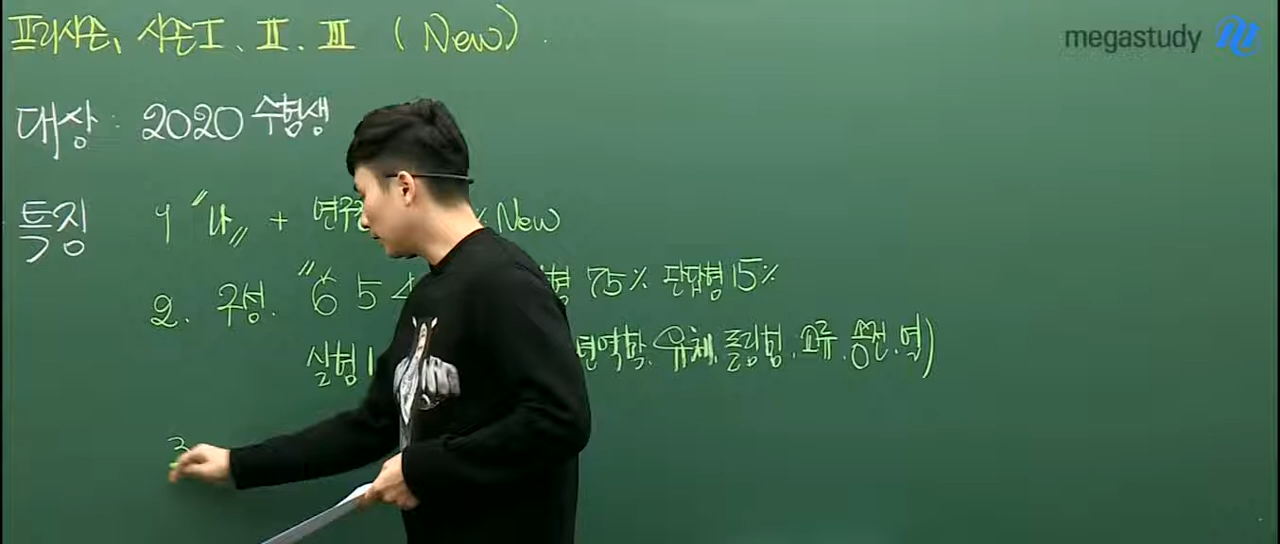 프리시즌, 시즌 I. II. III (New).
megastudy
대상 : 2020 수험생
특징 1. "나" + New
2. 구성. "6 5 4 형 75% 단답형 15%
실험 역학. 유체. 돌림힘. 교류. 송전. 열)
3